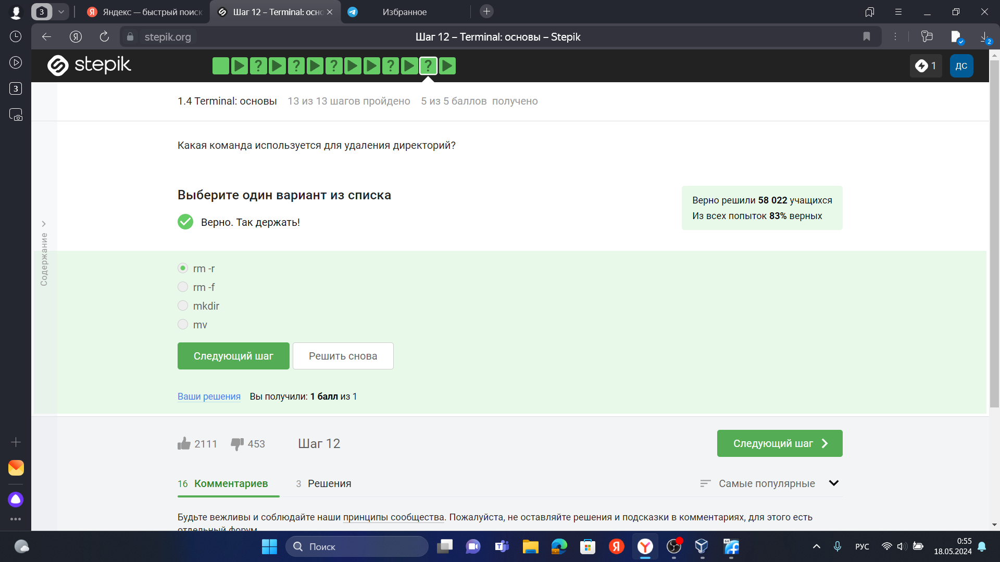 3
Яндекс — быстрый поиск
Шаг 12 – Terminal: осно
Избранное
stepik.org
Шаг 12 – Terminal: основы – Stepik
2
3
stepik
1
ДС
1.4 Terminal: основы 13 из 13 шагов пройдено 5 из 5 баллов получено
Какая команда используется для удаления директорий?
Выберите один вариант из списка
Верно. Так держать!
Верно решили 58 022 учащихся
Из всех попыток 83% верных
Содержание
rm -r
rm -f
mkdir
mv
Следующий шаг
Решить снова
Ваши решения Вы получили: 1 балл из 1
2111 453 Шаг 12
Следующий шаг
16 Комментариев 3 Решения
Самые популярные
Будьте вежливы и соблюдайте наши принципы сообщества. Пожалуйста, не оставляйте решения и подсказки в комментариях, для этого есть
отдельный форум.
Поиск
РУС
0:55
18.05.2024